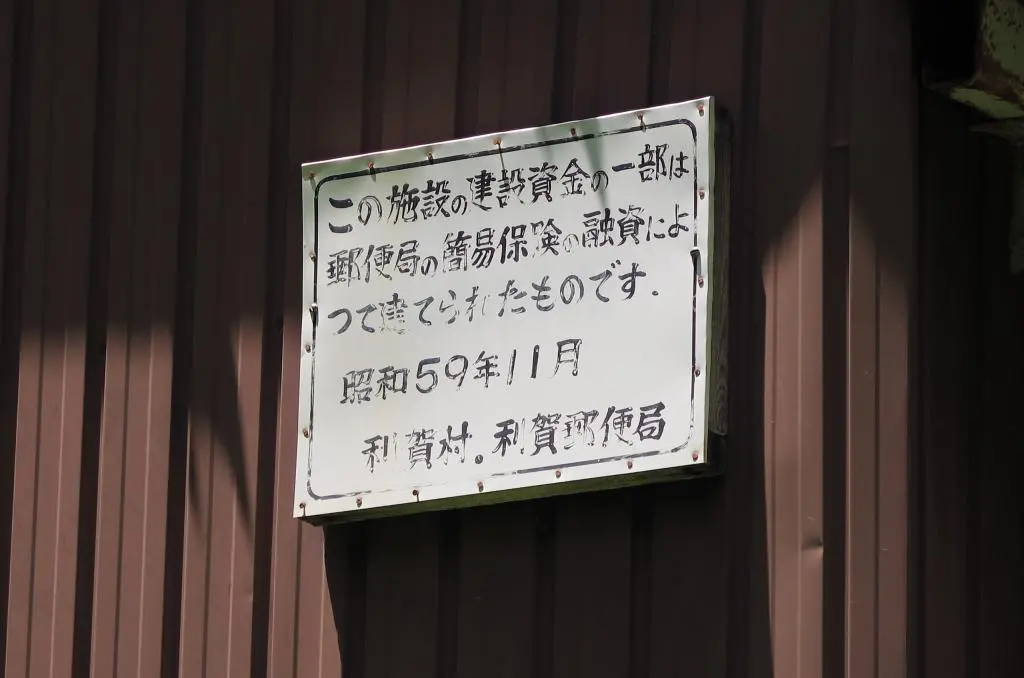 この施設の建設資金の一部は
郵便局の簡易保険の融資によ
つて建てられたものです.
昭和59年11月
利賀村.利賀郵便局